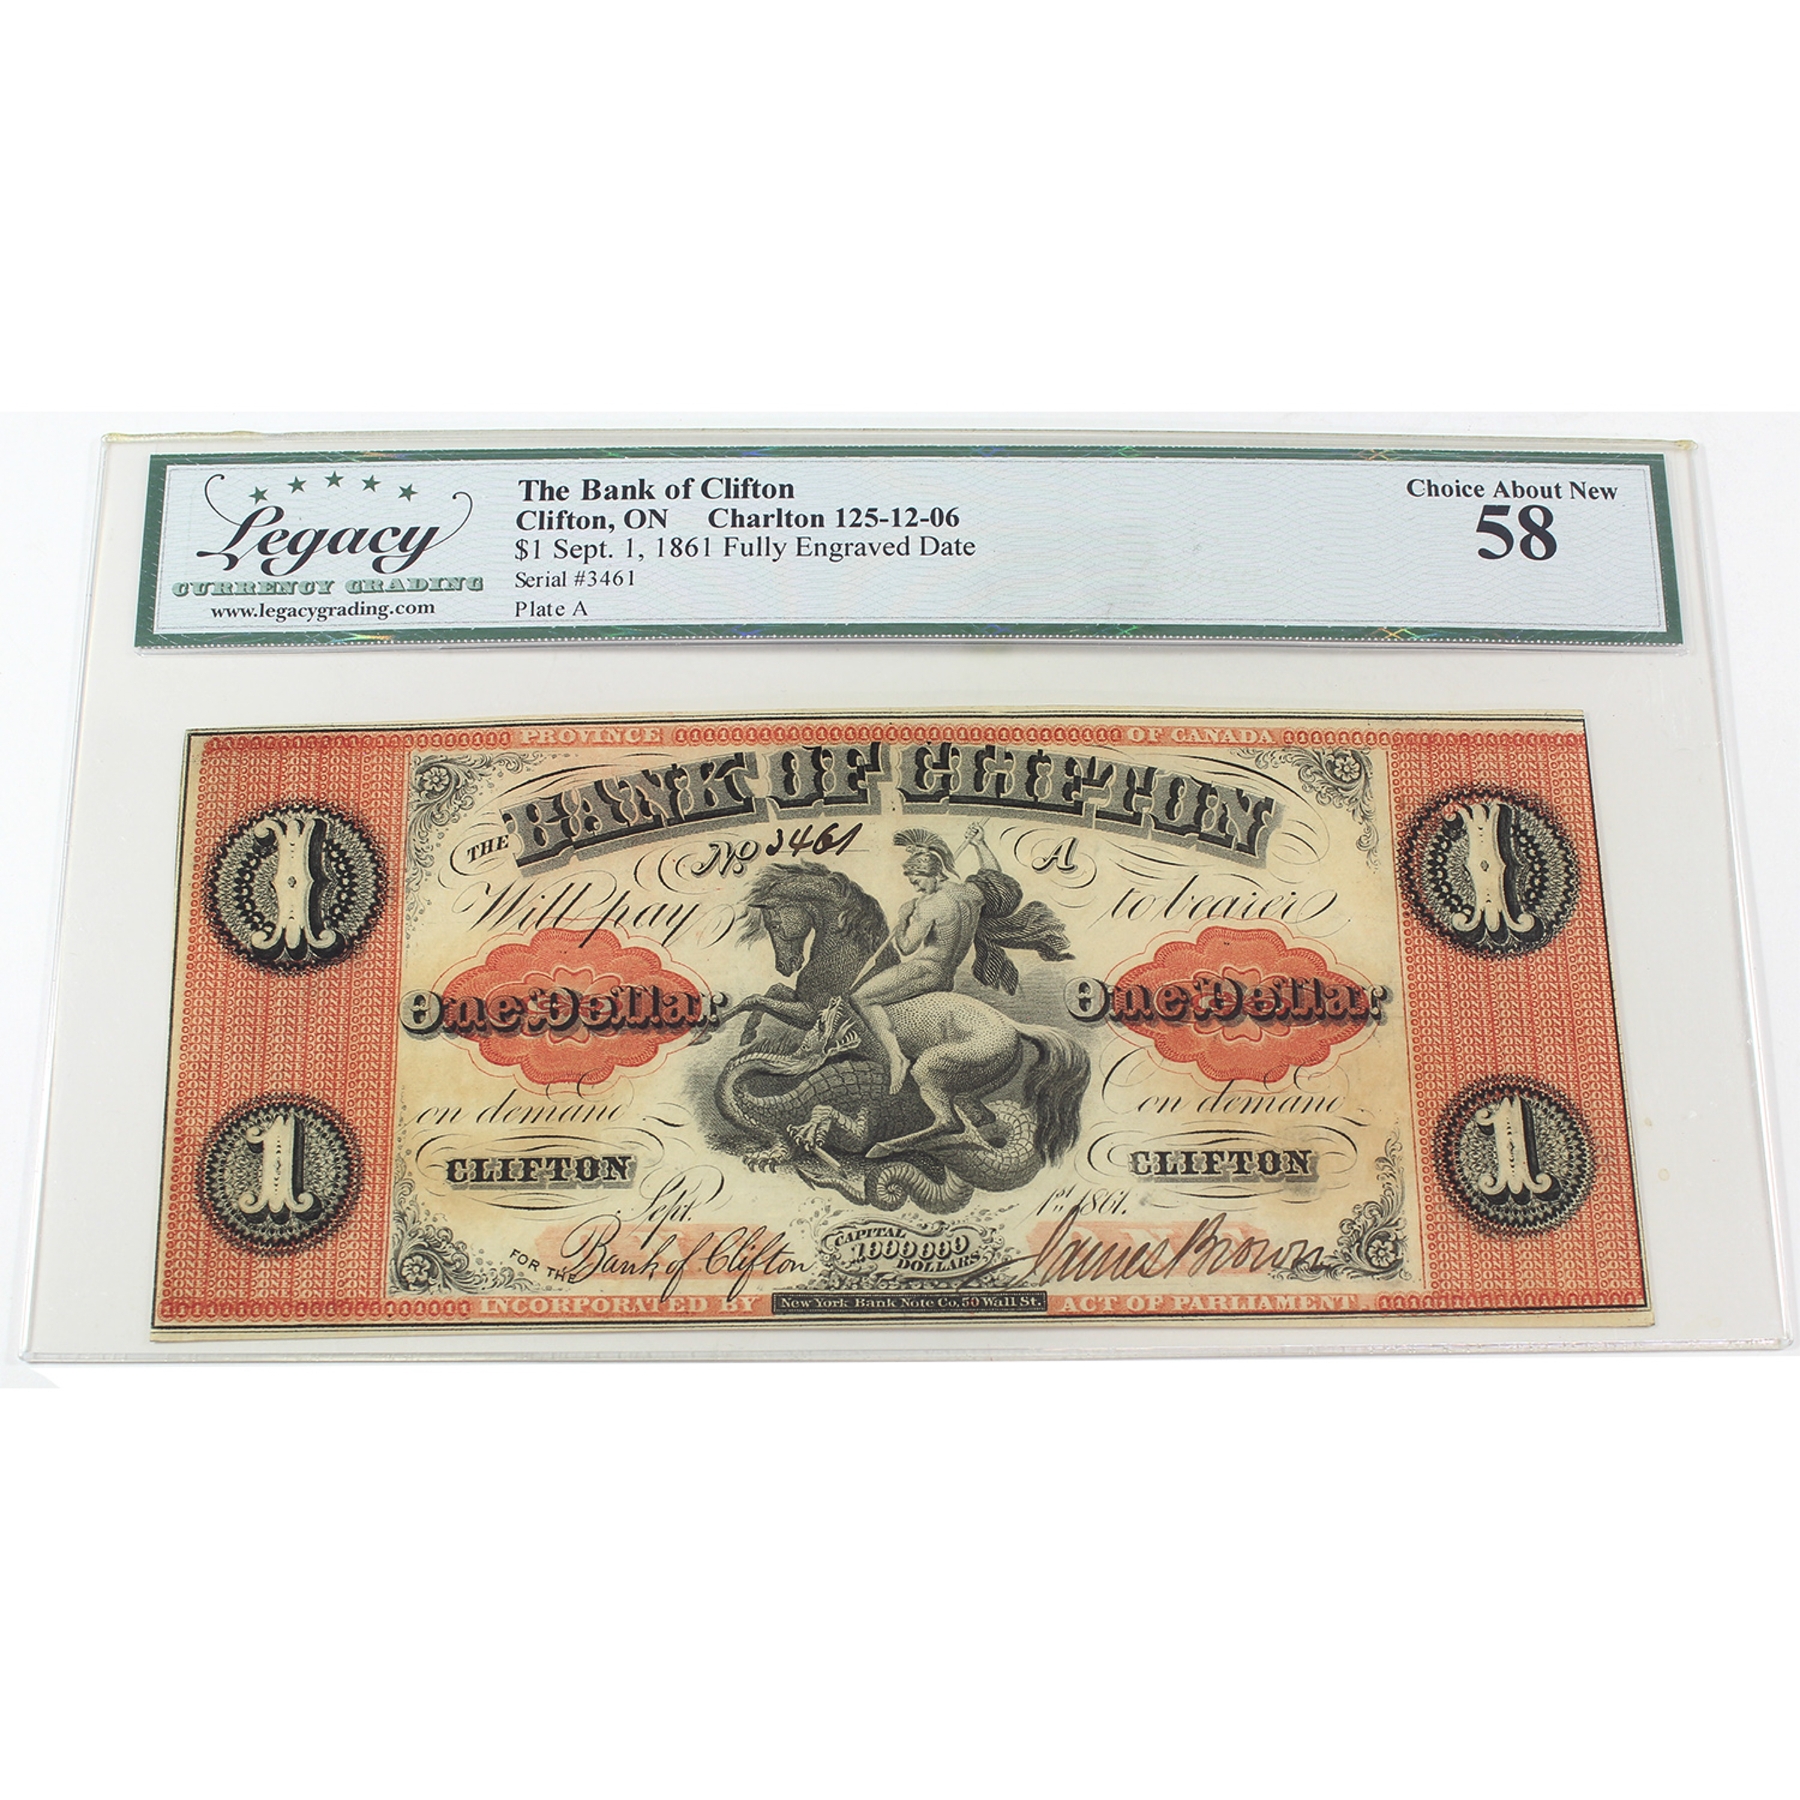 Legacy
CURRENCY GRADING
www.legacygrading.com
The Bank of Clifton
Clifton, ON Charlton 125-12-06
$1 Sept. 1, 1861 Fully Engraved Date
Serial #3461
Plate A
Choice About New
58
PROVINCE OF CANADA
THE BANK OF CLIFTON
No 3461 A
1 1
Will pay to bearer
One Dollar One Dollar
on demand on demand
1 1
CLIFTON CLIFTON
Sept. 1st 1861.
CAPITAL
1000000
DOLLARS
FOR THE Bank of Clifton James Brown
INCORPORATED BY New York Bank Note Co. 50 Wall St. ACT OF PARLIAMENT.